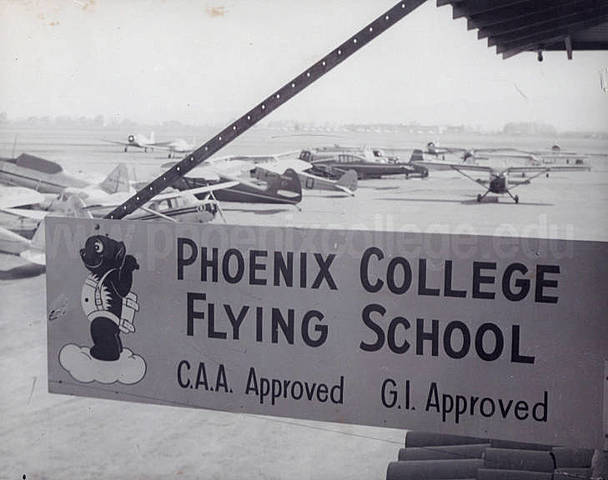 www.phoenixcollege.edu
PHOENIX COLLEGE
FLYING SCHOOL
C.A.A. Approved G.I. Approved